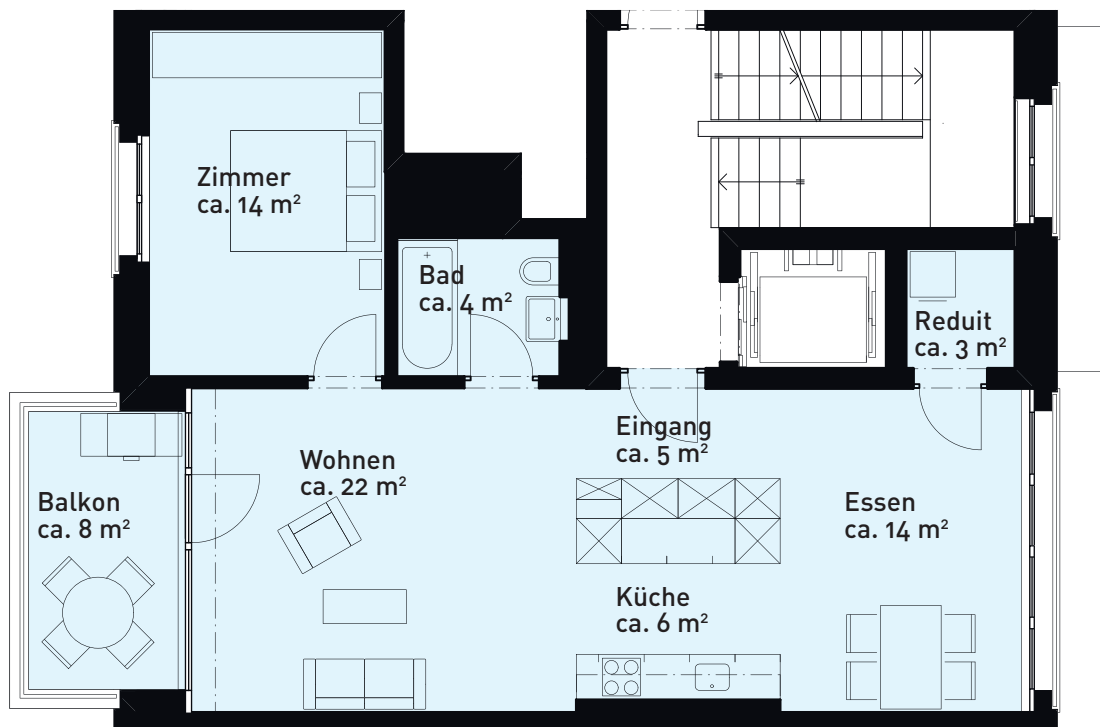 Zimmer
ca. 14 m²
Bad
ca. 4 m²
Reduit
ca. 3 m²
Eingang
ca. 5 m²
Wohnen
ca. 22 m²
Balkon
ca. 8 m²
Essen
ca. 14 m²
Küche
ca. 6 m²